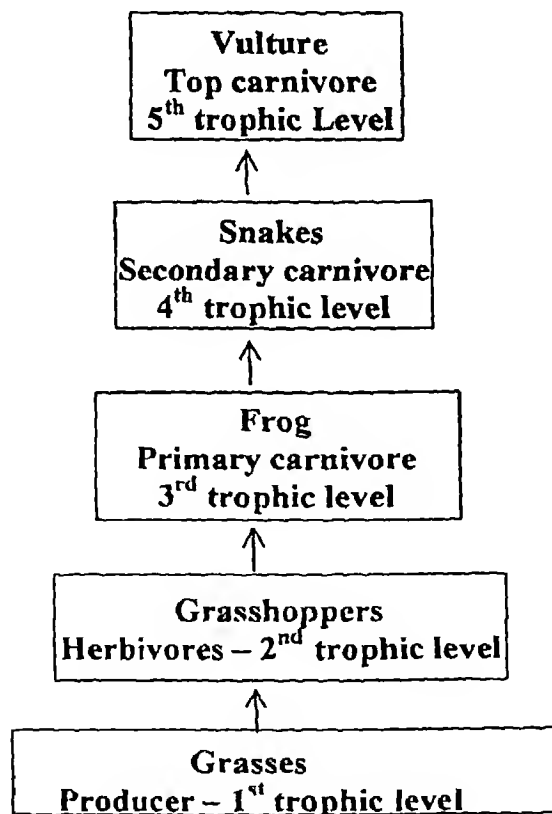 Vulture
Top carnivore
5th trophic Level
Snakes
Secondary carnivore
4th trophic level
Frog
Primary carnivore
3rd trophic level
Grasshoppers
Herbivores – 2nd trophic level
Grasses
Producer – 1st trophic level